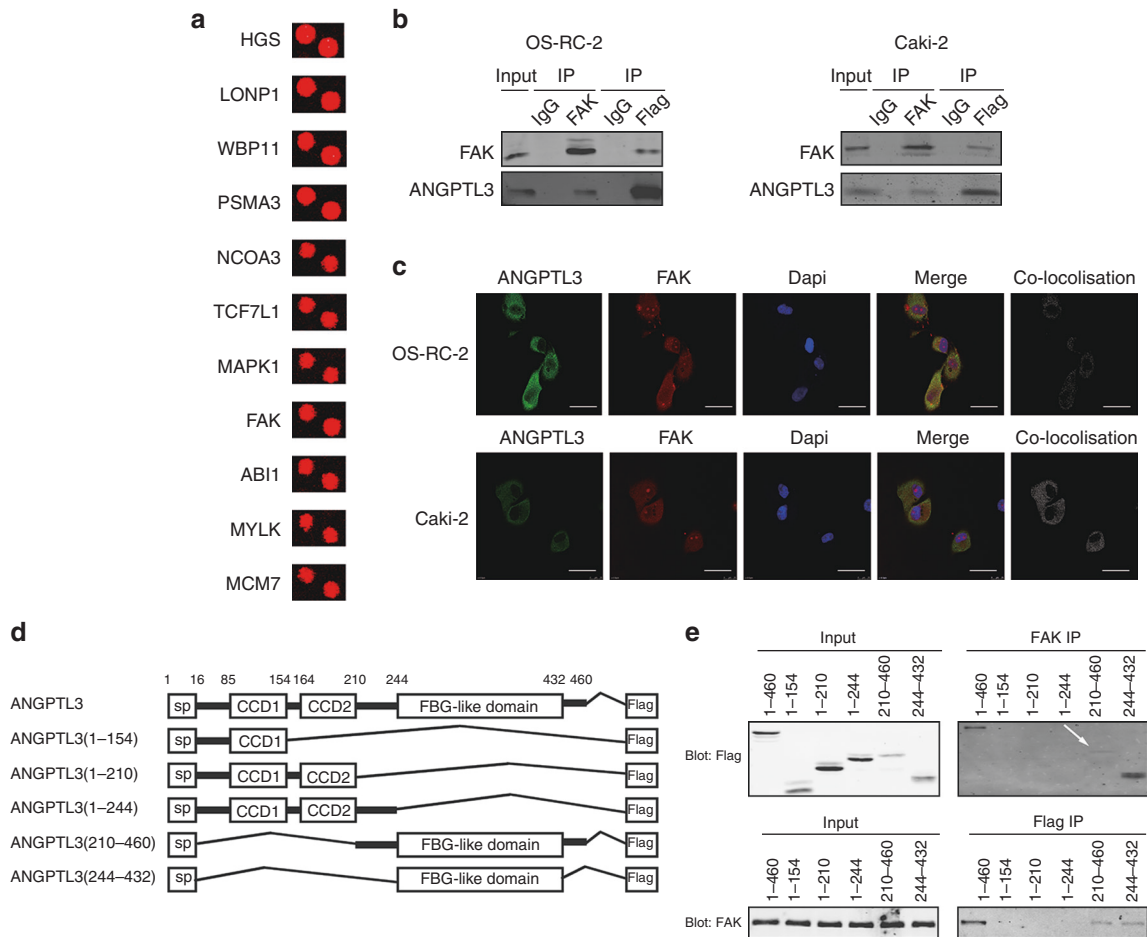 a
HGS
LONP1
WBP11
PSMA3
NCOA3
TCF7L1
MAPK1
FAK
ABI1
MYLK
MCM7
b
OS-RC-2
Input IP IP
IgG FAK IgG Flag
FAK
ANGPTL3
Caki-2
Input IP IP
IgG FAK IgG Flag
FAK
ANGPTL3
c
ANGPTL3 FAK Dapi Merge Co-locolisation
OS-RC-2
ANGPTL3 FAK Dapi Merge Co-locolisation
Caki-2
d
1 16 85 154 164 210 244 432 460
ANGPTL3 sp CCD1 CCD2 FBG-like domain Flag
ANGPTL3(1–154) sp CCD1 Flag
ANGPTL3(1–210) sp CCD1 CCD2 Flag
ANGPTL3(1–244) sp CCD1 CCD2 Flag
ANGPTL3(210–460) sp FBG-like domain Flag
ANGPTL3(244–432) sp FBG-like domain Flag
e
Input
1–460 1–154 1–210 1–244 210–460 244–432
Blot: Flag
FAK IP
1–460 1–154 1–210 1–244 210–460 244–432
Input
1–460 1–154 1–210 1–244 210–460 244–432
Blot: FAK
Flag IP
1–460 1–154 1–210 1–244 210–460 244–432